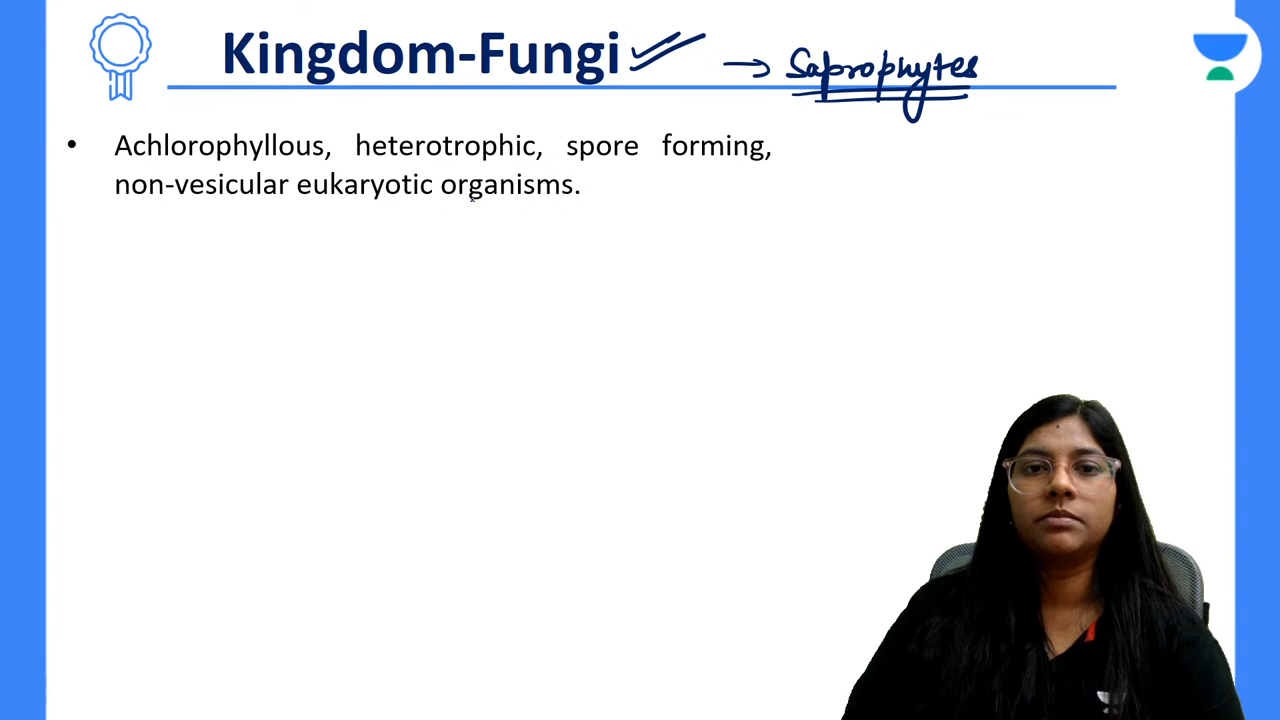 Kingdom-Fungi → Saprophytes
• Achlorophyllous, heterotrophic, spore forming,
non-vesicular eukaryotic organisms.